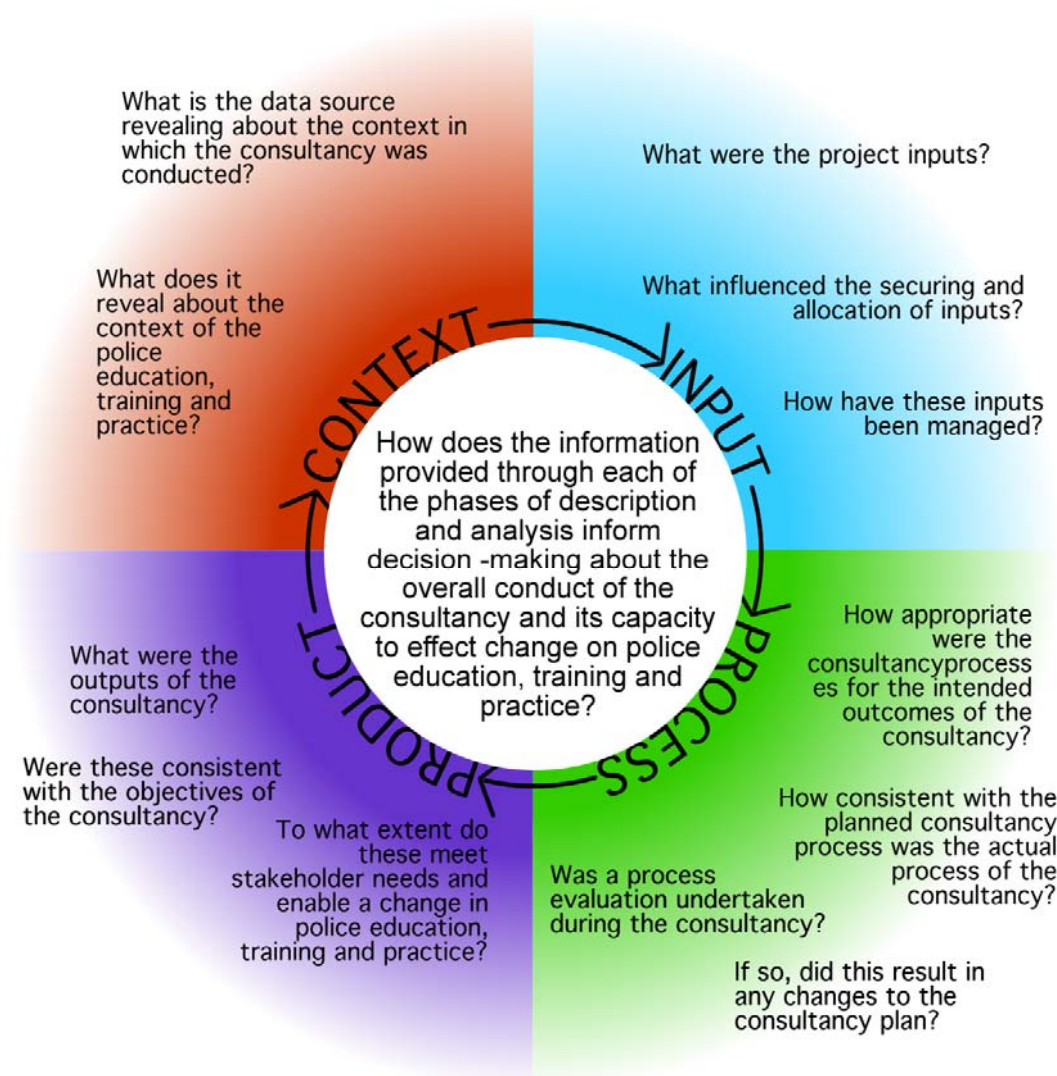 What is the data source
revealing about the context in
which the consultancy was
conducted?
What does it
reveal about the
context of the
police
education,
training and
practice?
CONTEXT
What were the project inputs?
What influenced the securing and
allocation of inputs?
How have these inputs
been managed?
INPUT
How does the information
provided through each of
the phases of description
and analysis inform
decision -making about the
overall conduct of the
consultancy and its capacity
to effect change on police
education, training and
practice?
How appropriate
were the
consultancyprocess
es for the intended
outcomes of the
consultancy?
How consistent with the
planned consultancy
process was the actual
process of the
consultancy?
Was a process
evaluation undertaken
during the consultancy?
If so, did this result in
any changes to the
consultancy plan?
PROCESS
What were the
outputs of the
consultancy?
Were these consistent
with the objectives of
the consultancy?
To what extent do
these meet
stakeholder needs and
enable a change in
police education,
training and practice?
PRODUCT